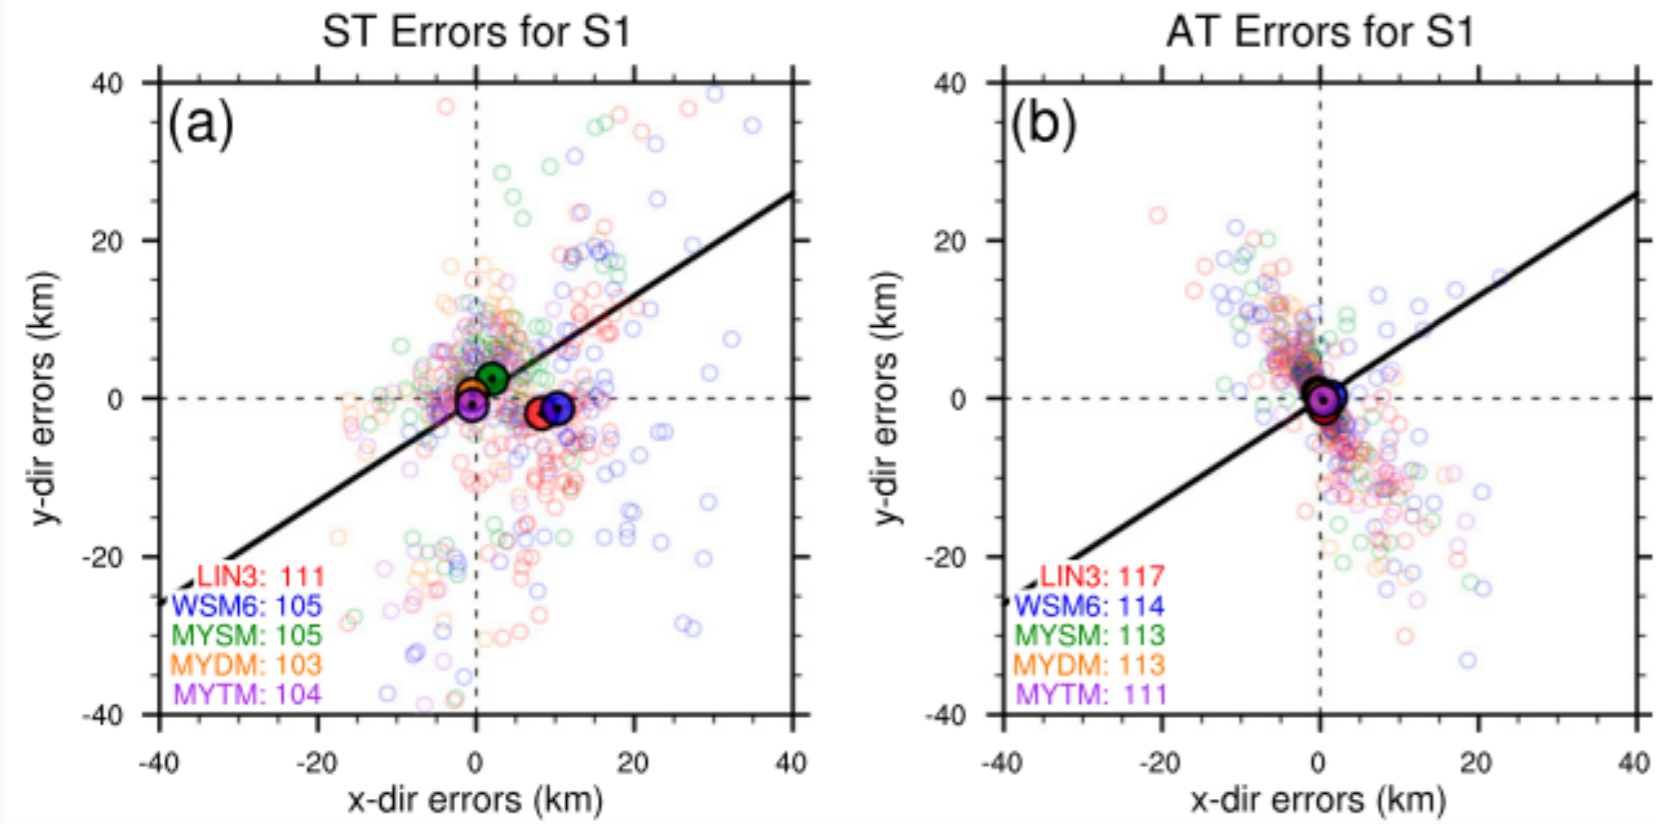 ST Errors for S1
(a)
40
20
0
-20
-40
y-dir errors (km)
LIN3: 111
WSM6: 105
MYSM: 105
MYDM: 103
MYTM: 104
-40 -20 0 20 40
x-dir errors (km)
AT Errors for S1
(b)
40
20
0
-20
-40
y-dir errors (km)
LIN3: 117
WSM6: 114
MYSM: 113
MYDM: 113
MYTM: 111
-40 -20 0 20 40
x-dir errors (km)